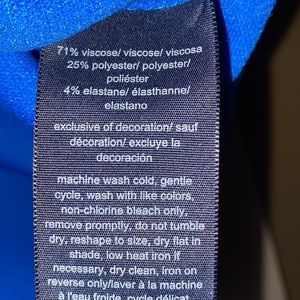 71% viscose/ viscose/ viscosa
25% polyester/ polyester/
poliéster
4% elastane/ élasthanne/
elastano
exclusive of decoration/ sauf
décoration/ excluye la
decoración
machine wash cold, gentle
cycle, wash with like colors,
non-chlorine bleach only,
remove promptly, do not tumble
dry, reshape to size, dry flat in
shade, low heat iron if
necessary, dry clean, iron on
reverse only/laver à la machine
à l'eau froide, cycle délicat,